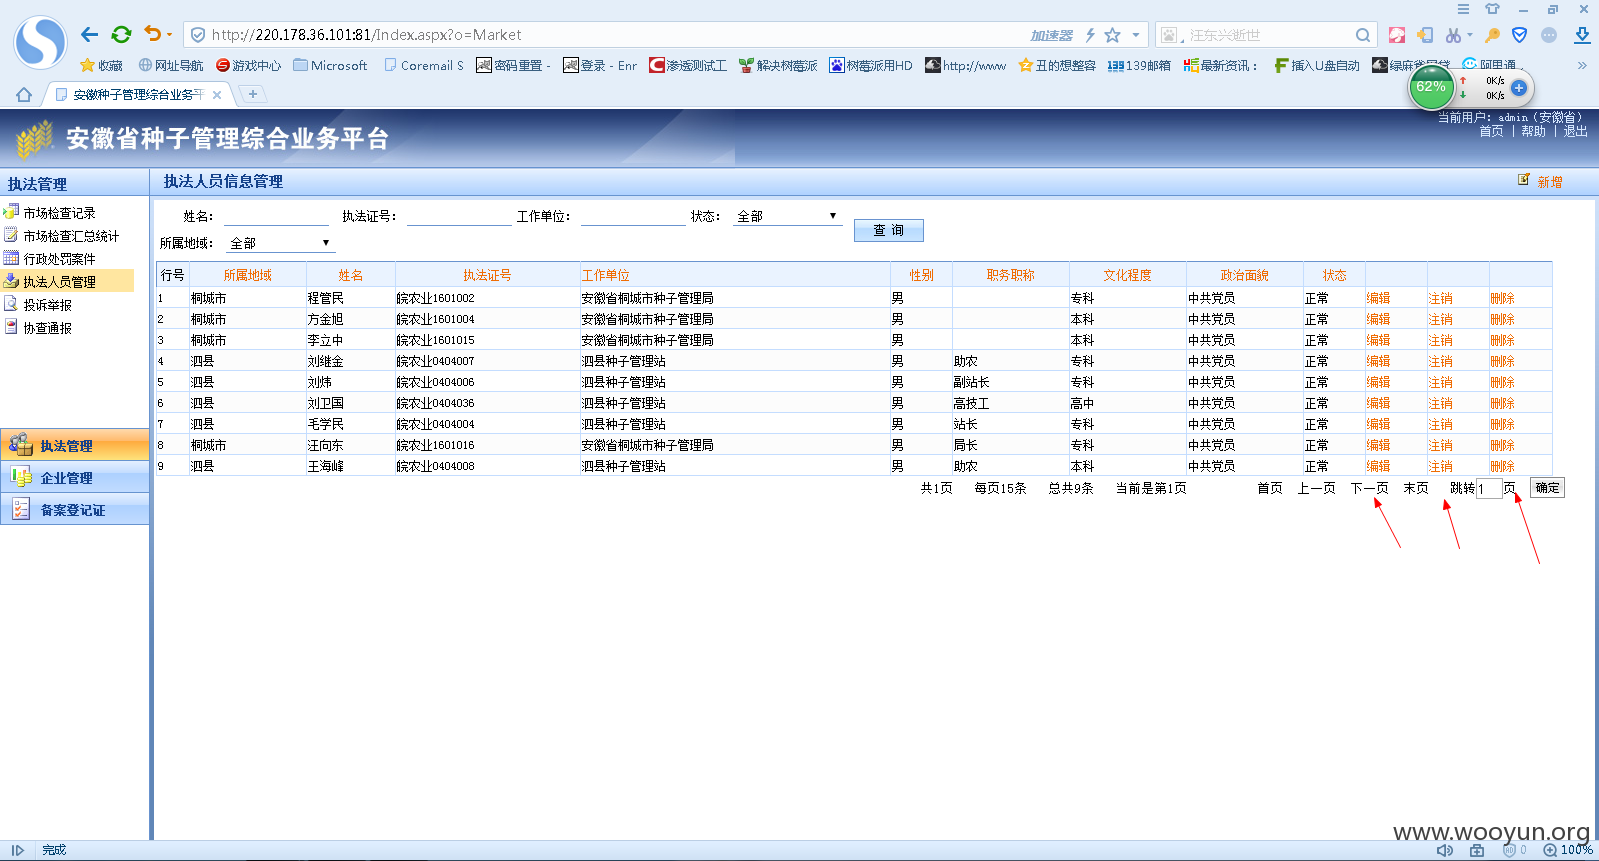 http://220.178.36.101:81/Index.aspx?o=Market 加速器 汪东兴逝世
收藏 网址导航 游戏中心 Microsoft Coremail S 密码重置 - 登录 - Enr 渗透测试工 解决树莓派 树莓派用HD http://www 丑的想整容 139邮箱 最新资讯： 插入U盘自动 绿麻雀网贷 阿里通
62% 0K/s
0K/s
安徽种子管理综合业务平
安徽省种子管理综合业务平台
当前用户：admin（安徽省）
首页 | 帮助 | 退出
执法管理
市场检查记录
市场检查汇总统计
行政处罚案件
执法人员管理
投诉举报
协查通报
执法管理
企业管理
备案登记证
执法人员信息管理 新增
姓名： 执法证号： 工作单位： 状态： 全部 查 询
所属地域： 全部
行号 所属地域 姓名 执法证号 工作单位 性别 职务职称 文化程度 政治面貌 状态
1 桐城市 程管民 皖农业1601002 安徽省桐城市种子管理局 男 专科 中共党员 正常 编辑 注销 删除
2 桐城市 方金旭 皖农业1601004 安徽省桐城市种子管理局 男 本科 中共党员 正常 编辑 注销 删除
3 桐城市 李立中 皖农业1601015 安徽省桐城市种子管理局 男 本科 中共党员 正常 编辑 注销 删除
4 泗县 刘继金 皖农业0404007 泗县种子管理站 男 助农 专科 中共党员 正常 编辑 注销 删除
5 泗县 刘炜 皖农业0404006 泗县种子管理站 男 副站长 专科 中共党员 正常 编辑 注销 删除
6 泗县 刘卫国 皖农业0404036 泗县种子管理站 男 高技工 高中 中共党员 正常 编辑 注销 删除
7 泗县 毛学民 皖农业0404004 泗县种子管理站 男 站长 专科 中共党员 正常 编辑 注销 删除
8 桐城市 汪向东 皖农业1601016 安徽省桐城市种子管理局 男 局长 专科 中共党员 正常 编辑 注销 删除
9 泗县 王海峰 皖农业0404008 泗县种子管理站 男 助农 本科 中共党员 正常 编辑 注销 删除
共1页 每页15条 总共9条 当前是第1页 首页 上一页 下一页 末页 跳转 1 页 确定
www.wooyun.org
完成 0 100%